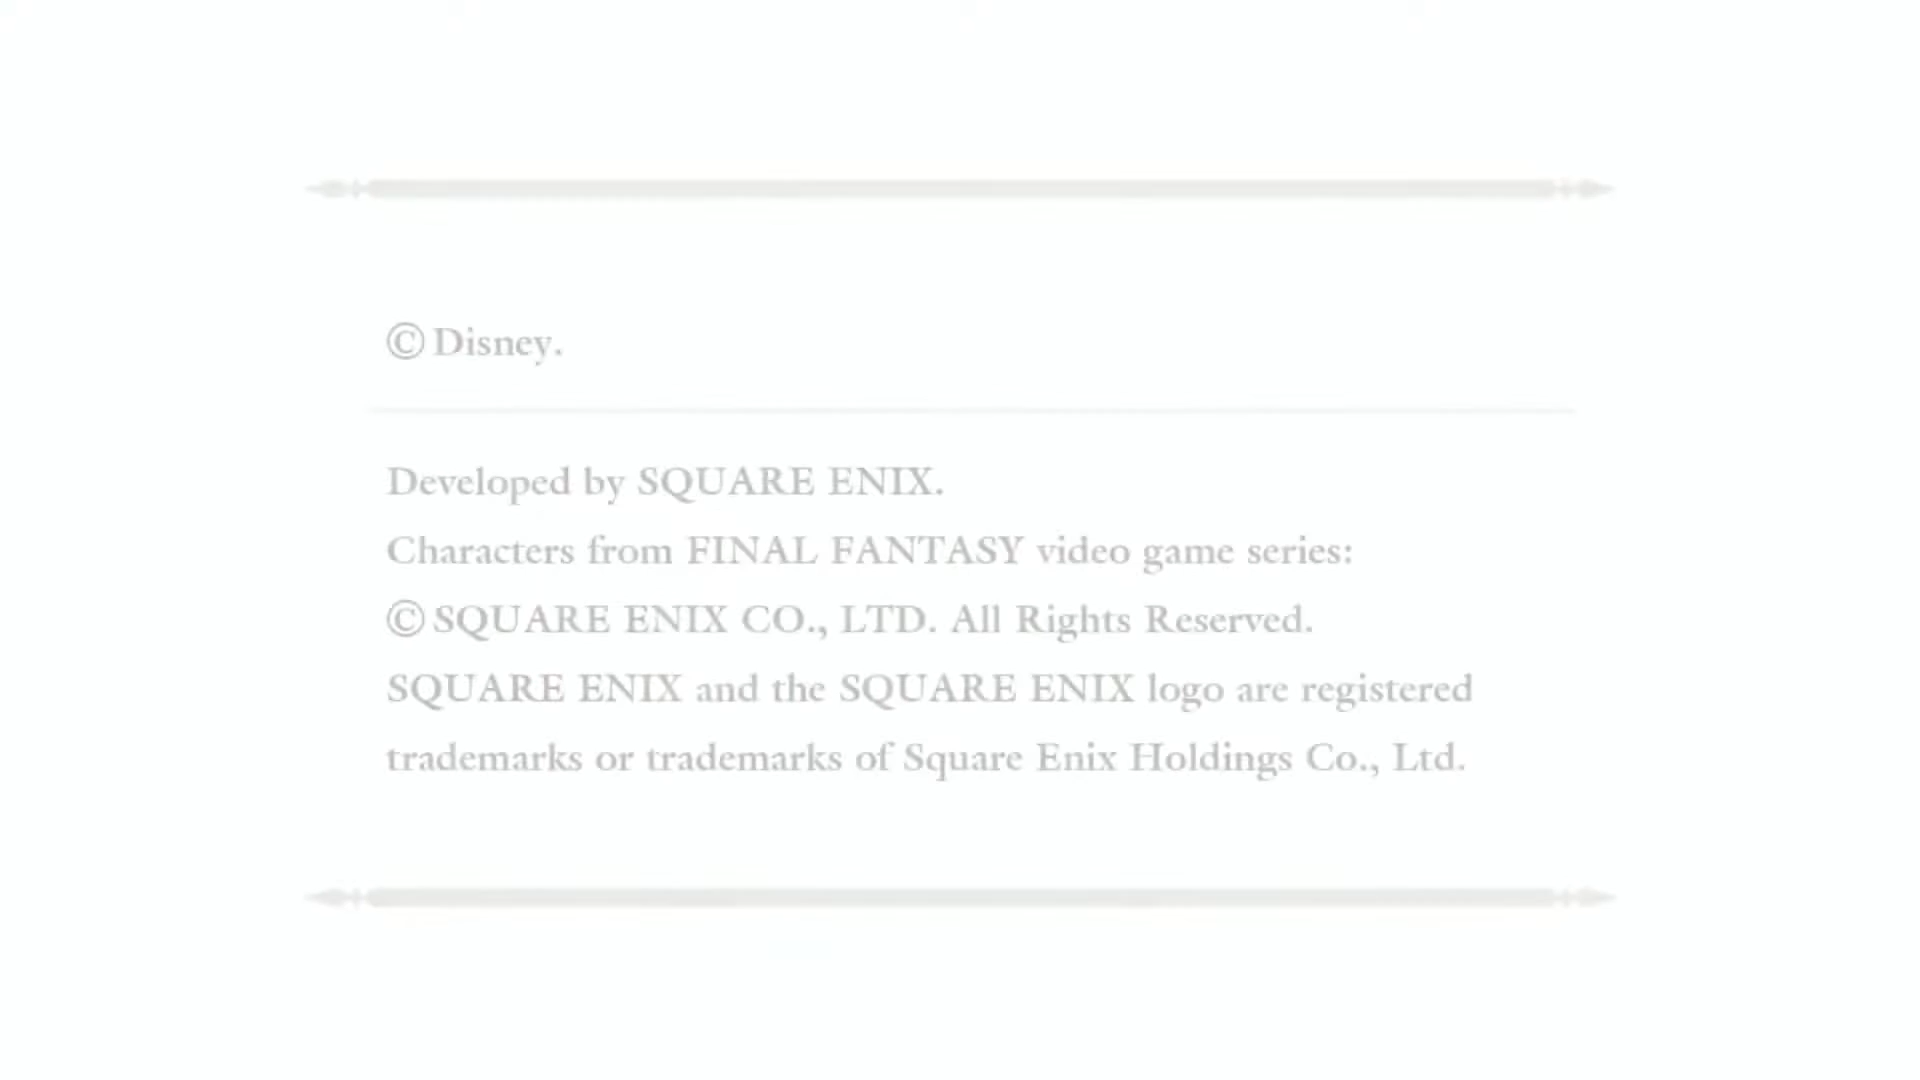 © Disney.
Developed by SQUARE ENIX.
Characters from FINAL FANTASY video game series:
© SQUARE ENIX CO., LTD. All Rights Reserved.
SQUARE ENIX and the SQUARE ENIX logo are registered
trademarks or trademarks of Square Enix Holdings Co., Ltd.